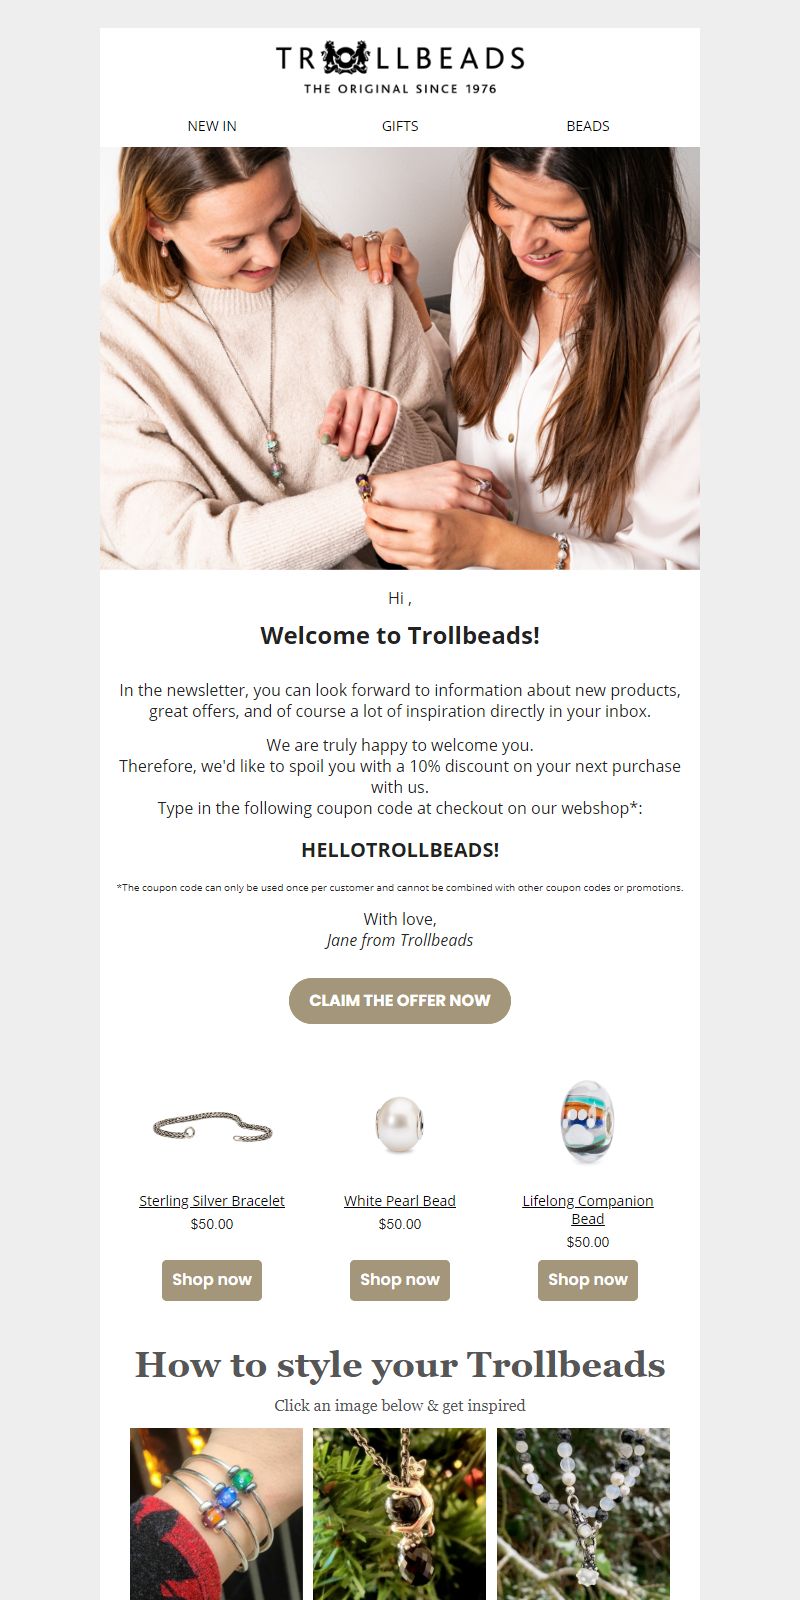 TROLLBEADS
THE ORIGINAL SINCE 1976
NEW IN GIFTS BEADS
Hi ,
Welcome to Trollbeads!
In the newsletter, you can look forward to information about new products,
great offers, and of course a lot of inspiration directly in your inbox.
We are truly happy to welcome you.
Therefore, we'd like to spoil you with a 10% discount on your next purchase
with us.
Type in the following coupon code at checkout on our webshop*:
HELLOTROLLBEADS!
*The coupon code can only be used once per customer and cannot be combined with other coupon codes or promotions.
With love,
Jane from Trollbeads
CLAIM THE OFFER NOW
Sterling Silver Bracelet
$50.00
Shop now
White Pearl Bead
$50.00
Shop now
Lifelong Companion
Bead
$50.00
Shop now
How to style your Trollbeads
Click an image below & get inspired